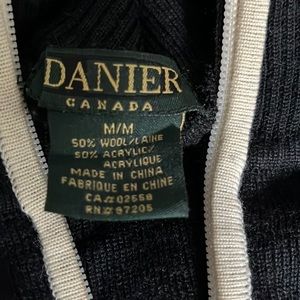 DANIER
CANADA
M/M
50% WOOL/LAINE
50% ACRYLIC/
ACRYLIQUE
MADE IN CHINA
FABRIQUE EN CHINE
CA# 02558
RN# 87205